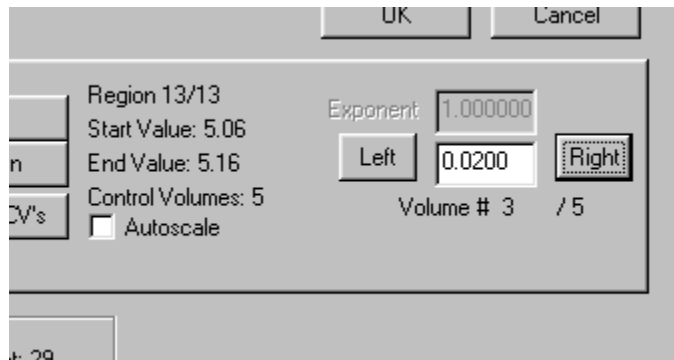 OK Cancel
Region 13/13
Start Value: 5.06
End Value: 5.16
Control Volumes: 5
Autoscale
n
CV's
Exponent 1.000000
Left 0.0200 Right
Volume # 3 / 5
t: 29